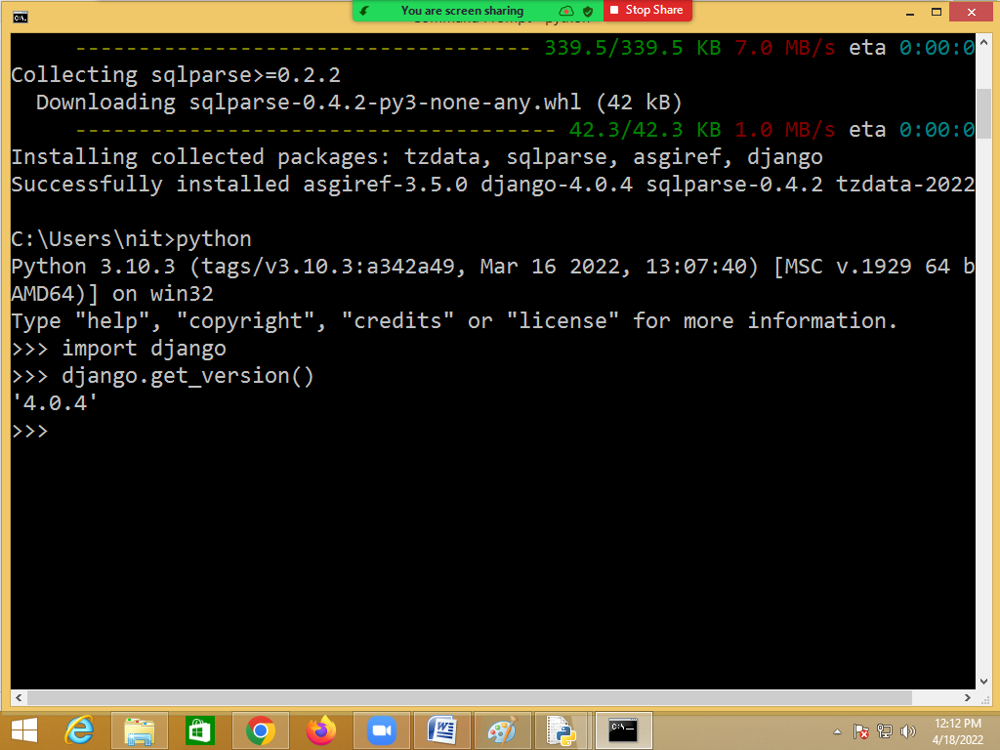 You are screen sharing
Stop Share
---------------------------------------- 339.5/339.5 KB 7.0 MB/s eta 0:00:0
Collecting sqlparse>=0.2.2
  Downloading sqlparse-0.4.2-py3-none-any.whl (42 kB)
---------------------------------------- 42.3/42.3 KB 1.0 MB/s eta 0:00:0
Installing collected packages: tzdata, sqlparse, asgiref, django
Successfully installed asgiref-3.5.0 django-4.0.4 sqlparse-0.4.2 tzdata-2022
C:\Users\nit>python
Python 3.10.3 (tags/v3.10.3:a342a49, Mar 16 2022, 13:07:40) [MSC v.1929 64 b
AMD64)] on win32
Type "help", "copyright", "credits" or "license" for more information.
>>> import django
>>> django.get_version()
'4.0.4'
>>>
12:12 PM
4/18/2022